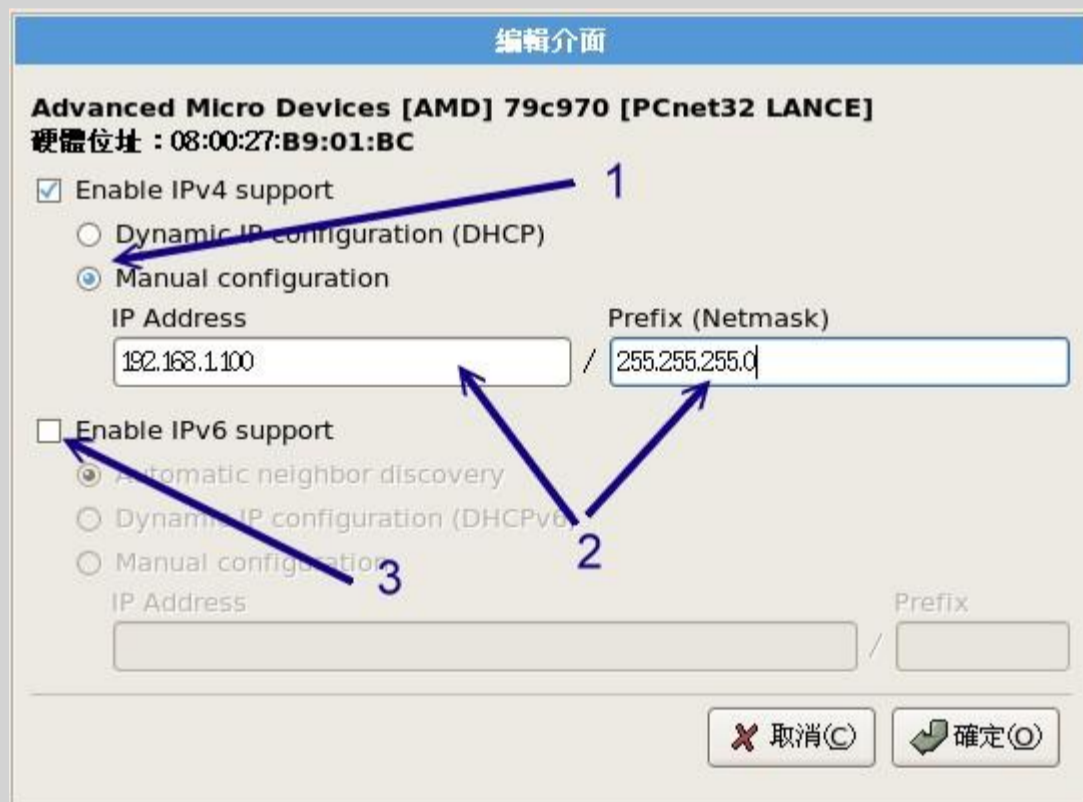 編輯介面
Advanced Micro Devices [AMD] 79c970 [PCnet32 LANCE]
硬體位址：08:00:27:B9:01:BC
Enable IPv4 support
1
Dynamic IP configuration (DHCP)
Manual configuration
IP Address Prefix (Netmask)
192.168.1.100 / 255.255.255.0
Enable IPv6 support
Automatic neighbor discovery
Dynamic IP configuration (DHCPv6)
2
Manual configuration
3
IP Address Prefix
/
取消(C) 確定(O)